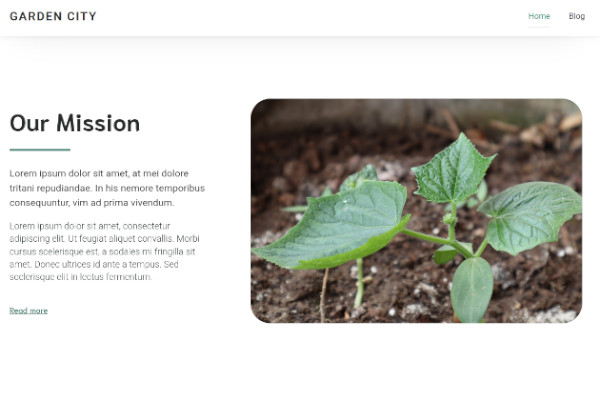 GARDEN CITY
Home
Blog
Our Mission
Lorem ipsum dolor sit amet, at mei dolore
tritani repudiandae. In his nemore temporibus
consequuntur, vim ad prima vivendum.
Lorem ipsum dolor sit amet, consectetur
adipiscing elit. Ut feugiat aliquet convallis. Morbi
cursus scelerisque est, a sodales mi fringilla sit
amet. Donec ultrices id ante a tempus. Sed
scelerisque elit in lectus fermentum.
Read more